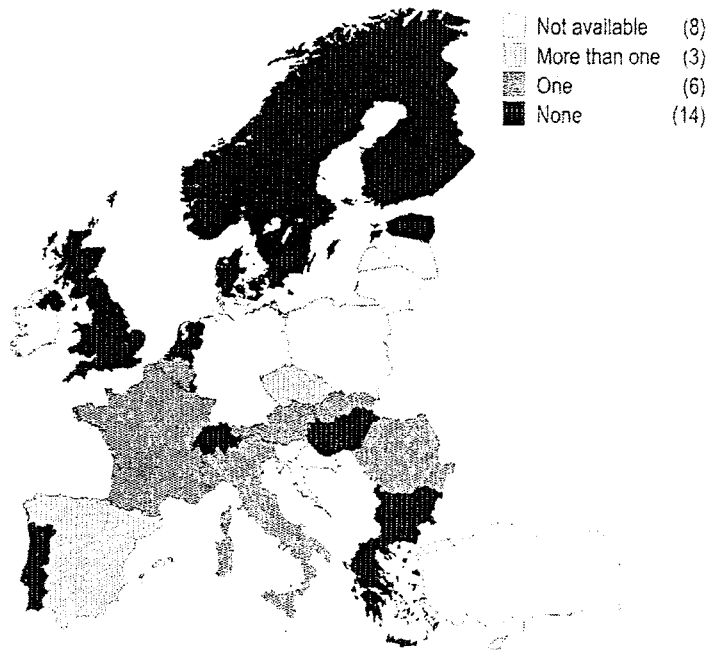 Not available (8)
More than one (3)
One (6)
None (14)